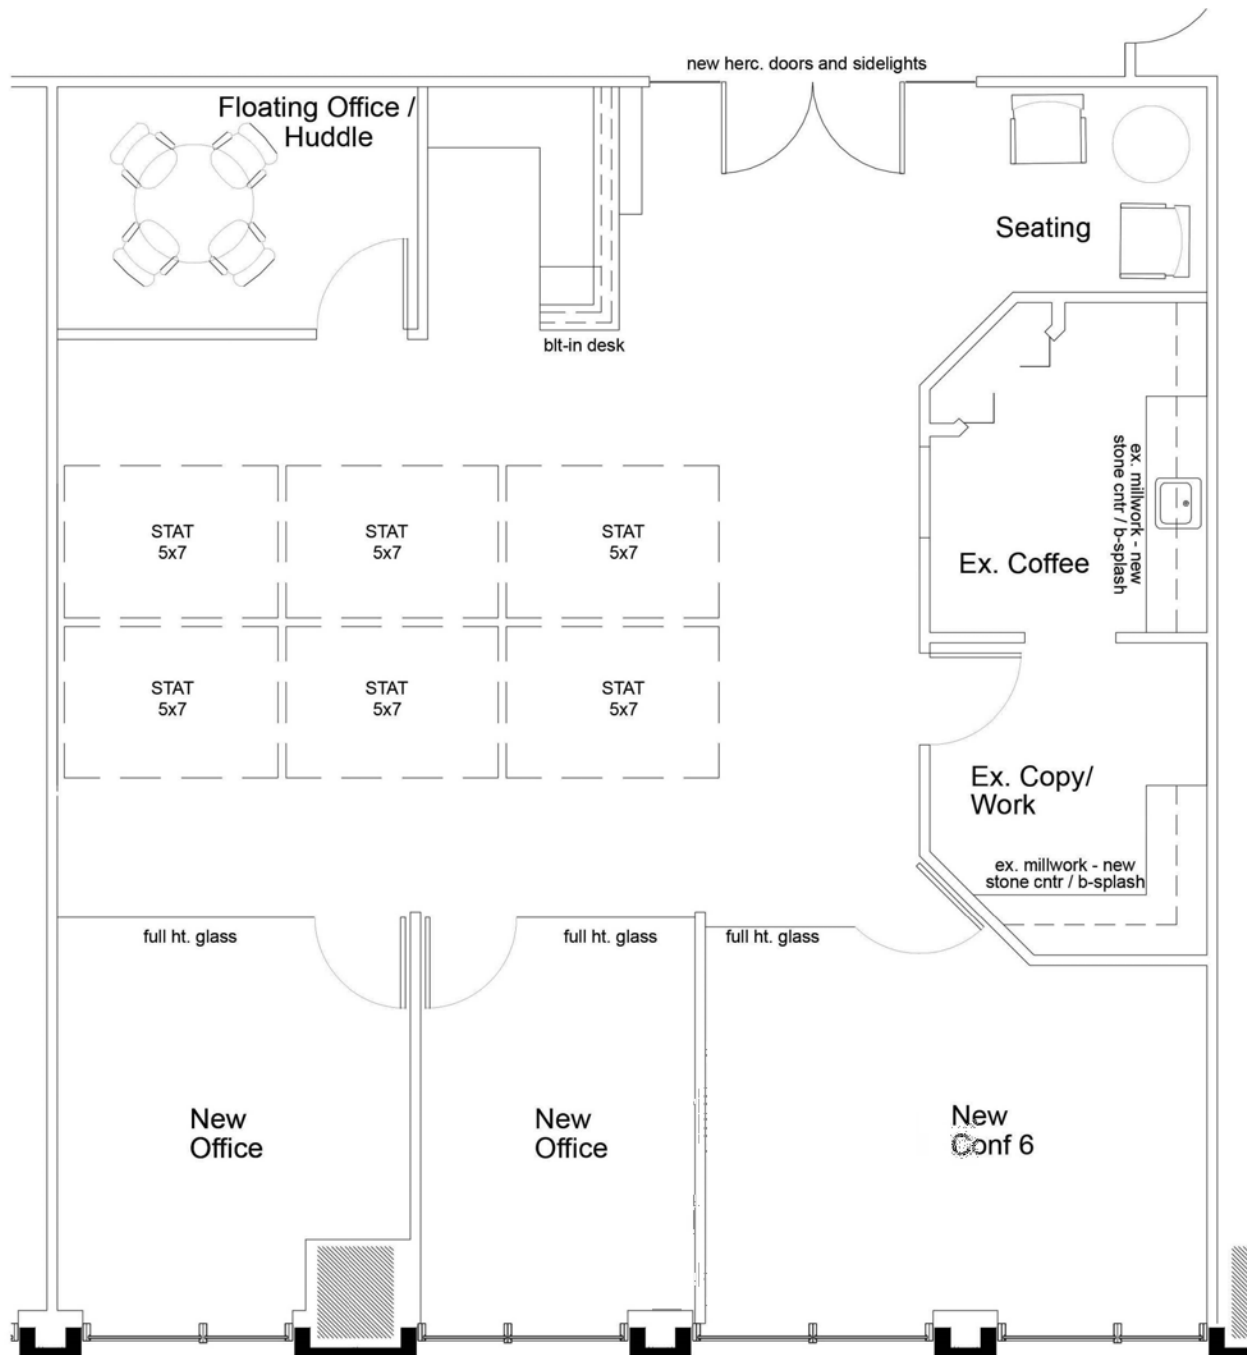 new herc. doors and sidelights
Floating Office /
Huddle
Seating
blt-in desk
ex. millwork - new
stone cntr / b-splash
STAT
5x7
STAT
5x7
STAT
5x7
Ex. Coffee
STAT
5x7
STAT
5x7
STAT
5x7
Ex. Copy/
Work
ex. millwork - new
stone cntr / b-splash
full ht. glass
full ht. glass
full ht. glass
New
Office
New
Office
New
Conf 6